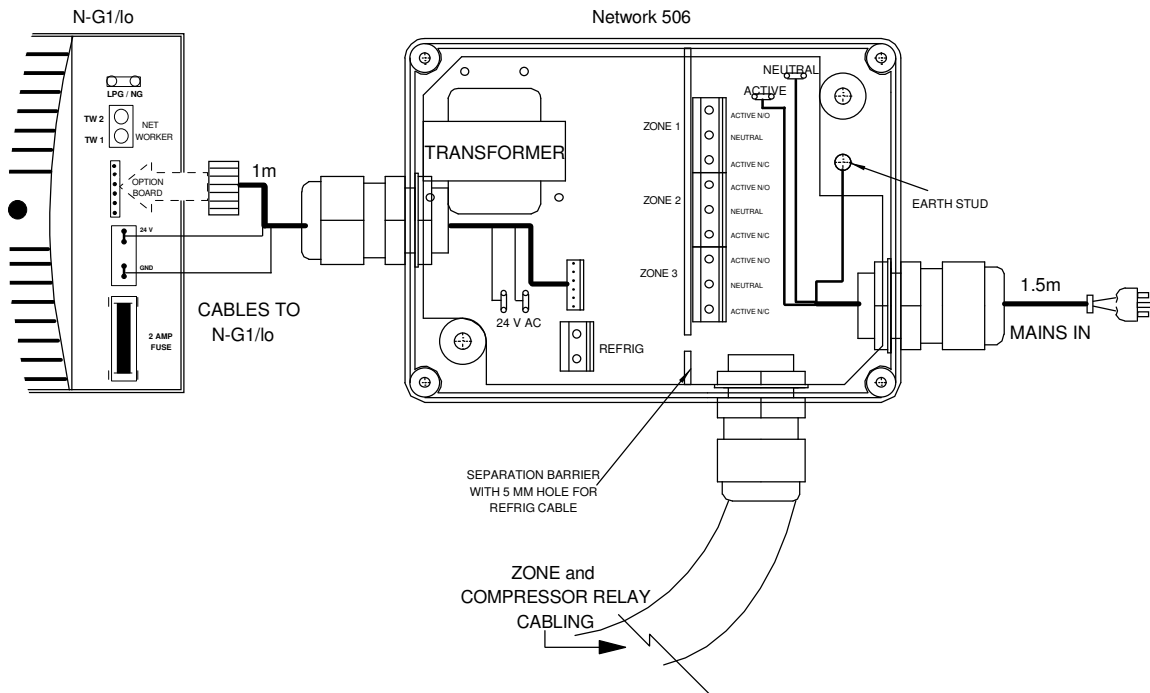 N-G1/Io
Network 506
LPG / NG
TW 2
NET
WORKER
TW 1
OPTION
BOARD
1m
24 V
GND
2 AMP
FUSE
CABLES TO
N-G1/Io
TRANSFORMER
24 V AC
REFRIG
NEUTRAL
ACTIVE
ZONE 1
ACTIVE N/O
NEUTRAL
ACTIVE N/C
ZONE 2
ACTIVE N/O
NEUTRAL
ACTIVE N/C
ZONE 3
ACTIVE N/O
NEUTRAL
ACTIVE N/C
EARTH STUD
1.5m
MAINS IN
SEPARATION BARRIER
WITH 5 MM HOLE FOR
REFRIG CABLE
ZONE and
COMPRESSOR RELAY
CABLING